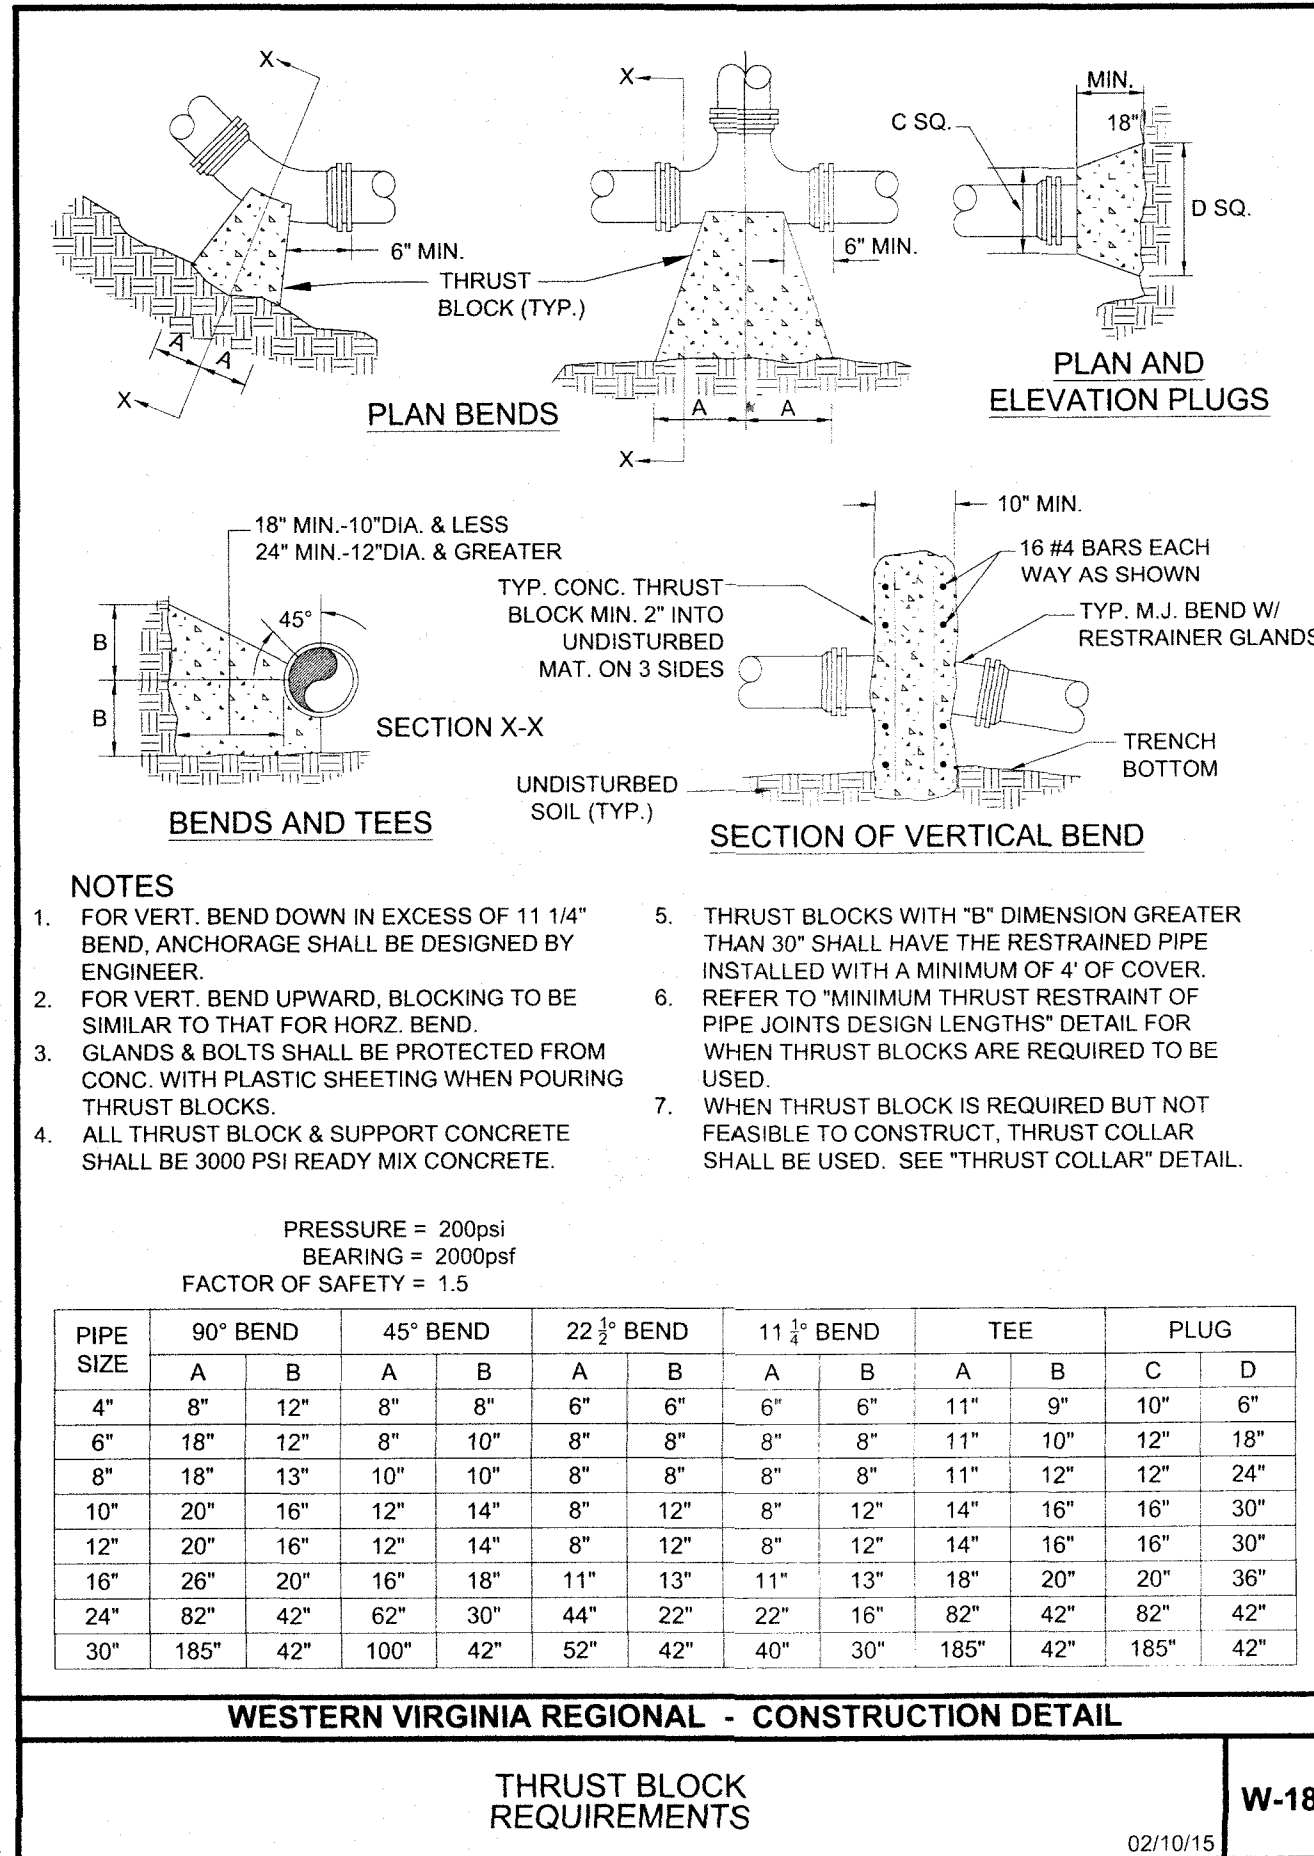 X
X
MIN.
C SQ.
18"
D SQ.
6" MIN.
6" MIN.
THRUST
BLOCK (TYP.)
A
A
X
PLAN BENDS
A
A
X
PLAN AND
ELEVATION PLUGS
18" MIN.-10"DIA. & LESS
24" MIN.-12"DIA. & GREATER
45°
B
B
SECTION X-X
BENDS AND TEES
10" MIN.
16 #4 BARS EACH
WAY AS SHOWN
TYP. CONC. THRUST
BLOCK MIN. 2" INTO
UNDISTURBED
MAT. ON 3 SIDES
TYP. M.J. BEND W/
RESTRAINER GLANDS
TRENCH
BOTTOM
UNDISTURBED
SOIL (TYP.)
SECTION OF VERTICAL BEND
NOTES
1. FOR VERT. BEND DOWN IN EXCESS OF 11 1/4"
BEND, ANCHORAGE SHALL BE DESIGNED BY
ENGINEER.
2. FOR VERT. BEND UPWARD, BLOCKING TO BE
SIMILAR TO THAT FOR HORZ. BEND.
3. GLANDS & BOLTS SHALL BE PROTECTED FROM
CONC. WITH PLASTIC SHEETING WHEN POURING
THRUST BLOCKS.
4. ALL THRUST BLOCK & SUPPORT CONCRETE
SHALL BE 3000 PSI READY MIX CONCRETE.
5. THRUST BLOCKS WITH "B" DIMENSION GREATER
THAN 30" SHALL HAVE THE RESTRAINED PIPE
INSTALLED WITH A MINIMUM OF 4' OF COVER.
6. REFER TO "MINIMUM THRUST RESTRAINT OF
PIPE JOINTS DESIGN LENGTHS" DETAIL FOR
WHEN THRUST BLOCKS ARE REQUIRED TO BE
USED.
7. WHEN THRUST BLOCK IS REQUIRED BUT NOT
FEASIBLE TO CONSTRUCT, THRUST COLLAR
SHALL BE USED. SEE "THRUST COLLAR" DETAIL.
PRESSURE = 200psi
BEARING = 2000psf
FACTOR OF SAFETY = 1.5
PIPE SIZE 90° BEND 45° BEND 22 1/2° BEND 11 1/4° BEND TEE PLUG
A B A B A B A B A B C D
4" 8" 12" 8" 8" 6" 6" 6" 6" 11" 9" 10" 6"
6" 18" 12" 8" 10" 8" 8" 8" 8" 11" 10" 12" 18"
8" 18" 13" 10" 10" 8" 8" 8" 8" 11" 12" 12" 24"
10" 20" 16" 12" 14" 8" 12" 8" 12" 14" 16" 16" 30"
12" 20" 16" 12" 14" 8" 12" 8" 12" 14" 16" 16" 30"
16" 26" 20" 16" 18" 11" 13" 11" 13" 18" 20" 20" 36"
24" 82" 42" 62" 30" 44" 22" 22" 16" 82" 42" 82" 42"
30" 185" 42" 100" 42" 52" 42" 40" 30" 185" 42" 185" 42"
WESTERN VIRGINIA REGIONAL - CONSTRUCTION DETAIL
THRUST BLOCK
REQUIREMENTS
W-18
02/10/15